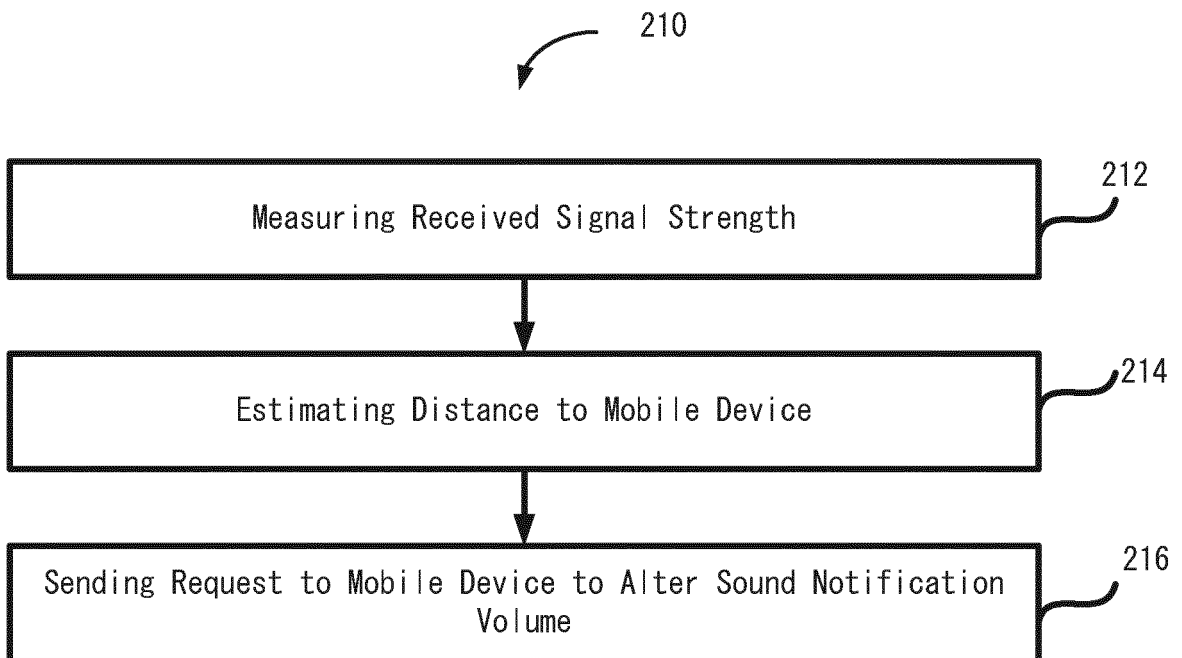 210
Measuring Received Signal Strength
212
Estimating Distance to Mobile Device
214
Sending Request to Mobile Device to Alter Sound Notification
Volume
216